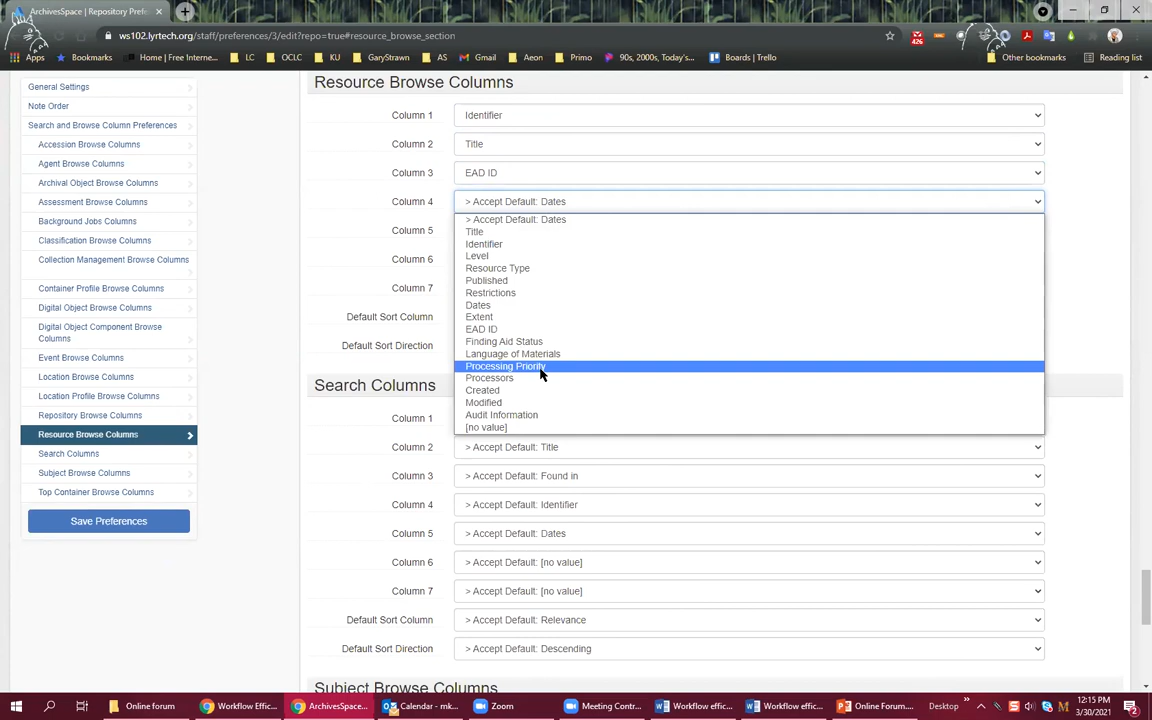 ArchivesSpace | Repository Prefe
ws102.lyrtech.org/staff/preferences/3/edit?repo=true#resource_browse_section
426
Apps
Bookmarks
Home | Free Interne...
LC
OCLC
KU
GaryStrawn
AS
Gmail
Aeon
Primo
90s, 2000s, Today's...
Boards | Trello
Other bookmarks
Reading list
General Settings
Note Order
Search and Browse Column Preferences
Accession Browse Columns
Agent Browse Columns
Archival Object Browse Columns
Assessment Browse Columns
Background Jobs Columns
Classification Browse Columns
Collection Management Browse Columns
Container Profile Browse Columns
Digital Object Browse Columns
Digital Object Component Browse
Columns
Event Browse Columns
Location Browse Columns
Location Profile Browse Columns
Repository Browse Columns
Resource Browse Columns
Search Columns
Subject Browse Columns
Top Container Browse Columns
Save Preferences
Resource Browse Columns
Column 1 Identifier
Column 2 Title
Column 3 EAD ID
Column 4 > Accept Default: Dates
> Accept Default: Dates
Title
Identifier
Level
Resource Type
Published
Restrictions
Dates
Extent
EAD ID
Finding Aid Status
Language of Materials
Processing Priority
Processors
Created
Modified
Audit Information
[no value]
Column 5
Column 6
Column 7
Default Sort Column
Default Sort Direction
Search Columns
Column 1
Column 2 > Accept Default: Title
Column 3 > Accept Default: Found in
Column 4 > Accept Default: Identifier
Column 5 > Accept Default: Dates
Column 6 > Accept Default: [no value]
Column 7 > Accept Default: [no value]
Default Sort Column > Accept Default: Relevance
Default Sort Direction > Accept Default: Descending
Subject Browse Columns
Online forum
Workflow Effic...
ArchivesSpace...
Calendar - mk...
Zoom
Meeting Contr...
Workflow effici...
Workflow effici...
Online Forum....
Desktop
12:15 PM
3/30/2021